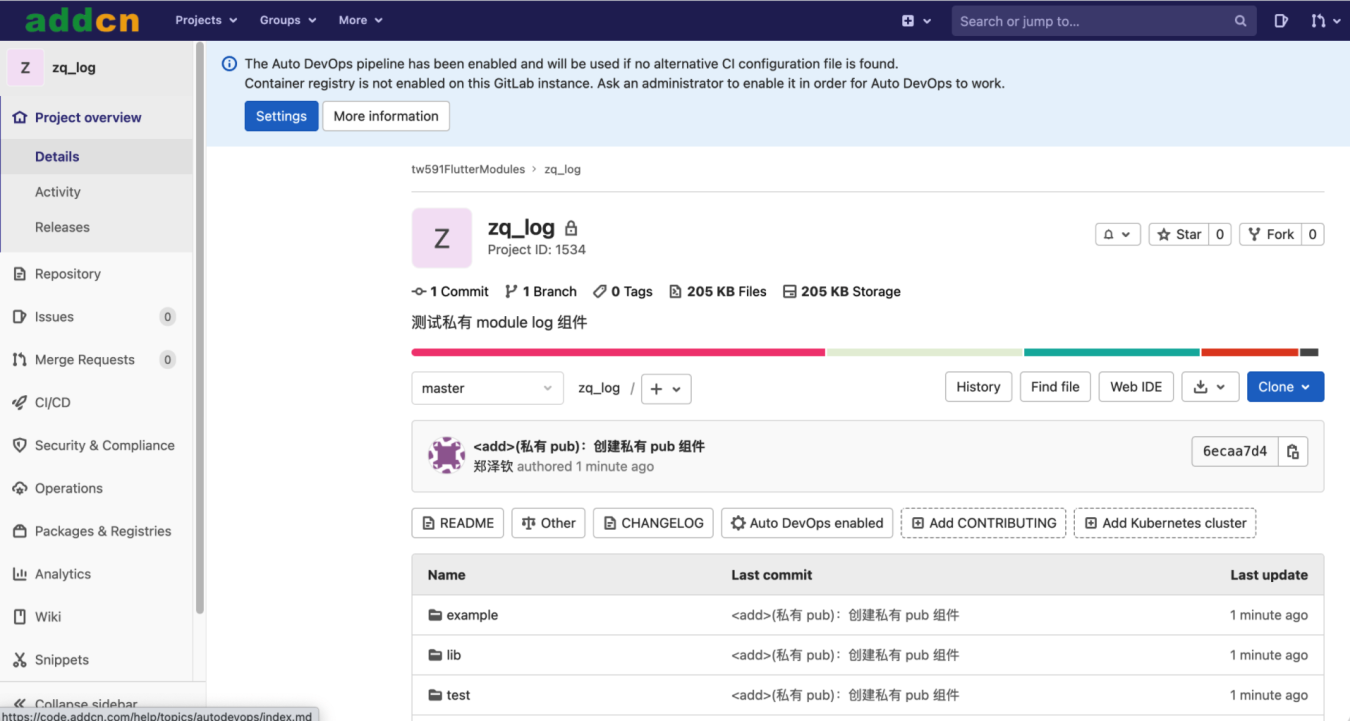 addcn Projects Groups More Search or jump to...
Z zq_log
The Auto DevOps pipeline has been enabled and will be used if no alternative CI configuration file is found.
Container registry is not enabled on this GitLab instance. Ask an administrator to enable it in order for Auto DevOps to work.
Settings More information
Project overview
Details
Activity
Releases
Repository
Issues 0
Merge Requests 0
CI/CD
Security & Compliance
Operations
Packages & Registries
Analytics
Wiki
Snippets
Collapse sidebar
https://code.addcn.com/help/topics/autodevops/index.md
tw591FlutterModules > zq_log
Z zq_log
Project ID: 1534
Star 0 Fork 0
1 Commit 1 Branch 0 Tags 205 KB Files 205 KB Storage
测试私有 module log 组件
master zq_log / + History Find file Web IDE Clone
<add>(私有 pub)：创建私有 pub 组件
郑泽钦 authored 1 minute ago
6ecaa7d4
README Other CHANGELOG Auto DevOps enabled Add CONTRIBUTING Add Kubernetes cluster
Name Last commit Last update
example <add>(私有 pub)：创建私有 pub 组件 1 minute ago
lib <add>(私有 pub)：创建私有 pub 组件 1 minute ago
test <add>(私有 pub)：创建私有 pub 组件 1 minute ago